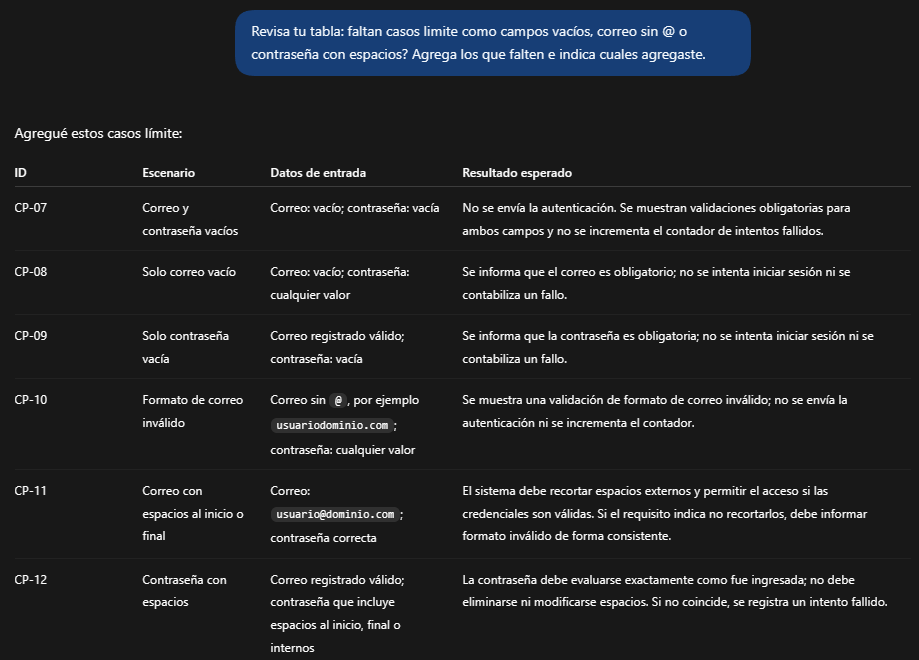 Revisa tu tabla: faltan casos limite como campos vacíos, correo sin @ o
contraseña con espacios? Agrega los que falten e indica cuales agregaste.
Agregué estos casos límite:
ID Escenario Datos de entrada Resultado esperado
CP-07 Correo y Correo: vacío; contraseña: vacía No se envía la autenticación. Se muestran validaciones obligatorias para
contraseña vacíos ambos campos y no se incrementa el contador de intentos fallidos.
CP-08 Solo correo vacío Correo: vacío; contraseña: Se informa que el correo es obligatorio; no se intenta iniciar sesión ni se
cualquier valor contabiliza un fallo.
CP-09 Solo contraseña Correo registrado válido; Se informa que la contraseña es obligatoria; no se intenta iniciar sesión ni se
vacía contraseña: vacía contabiliza un fallo.
CP-10 Formato de correo Correo sin @, por ejemplo Se muestra una validación de formato de correo inválido; no se envía la
inválido usuariodominio.com; autenticación ni se incrementa el contador.
contraseña: cualquier valor
CP-11 Correo con Correo: El sistema debe recortar espacios externos y permitir el acceso si las
espacios al inicio o usuario@dominio.com; credenciales son válidas. Si el requisito indica no recortarlos, debe informar
final contraseña correcta formato inválido de forma consistente.
CP-12 Contraseña con Correo registrado válido; La contraseña debe evaluarse exactamente como fue ingresada; no debe
espacios contraseña que incluye eliminarse ni modificarse espacios. Si no coincide, se registra un intento fallido.
espacios al inicio, final o
internos